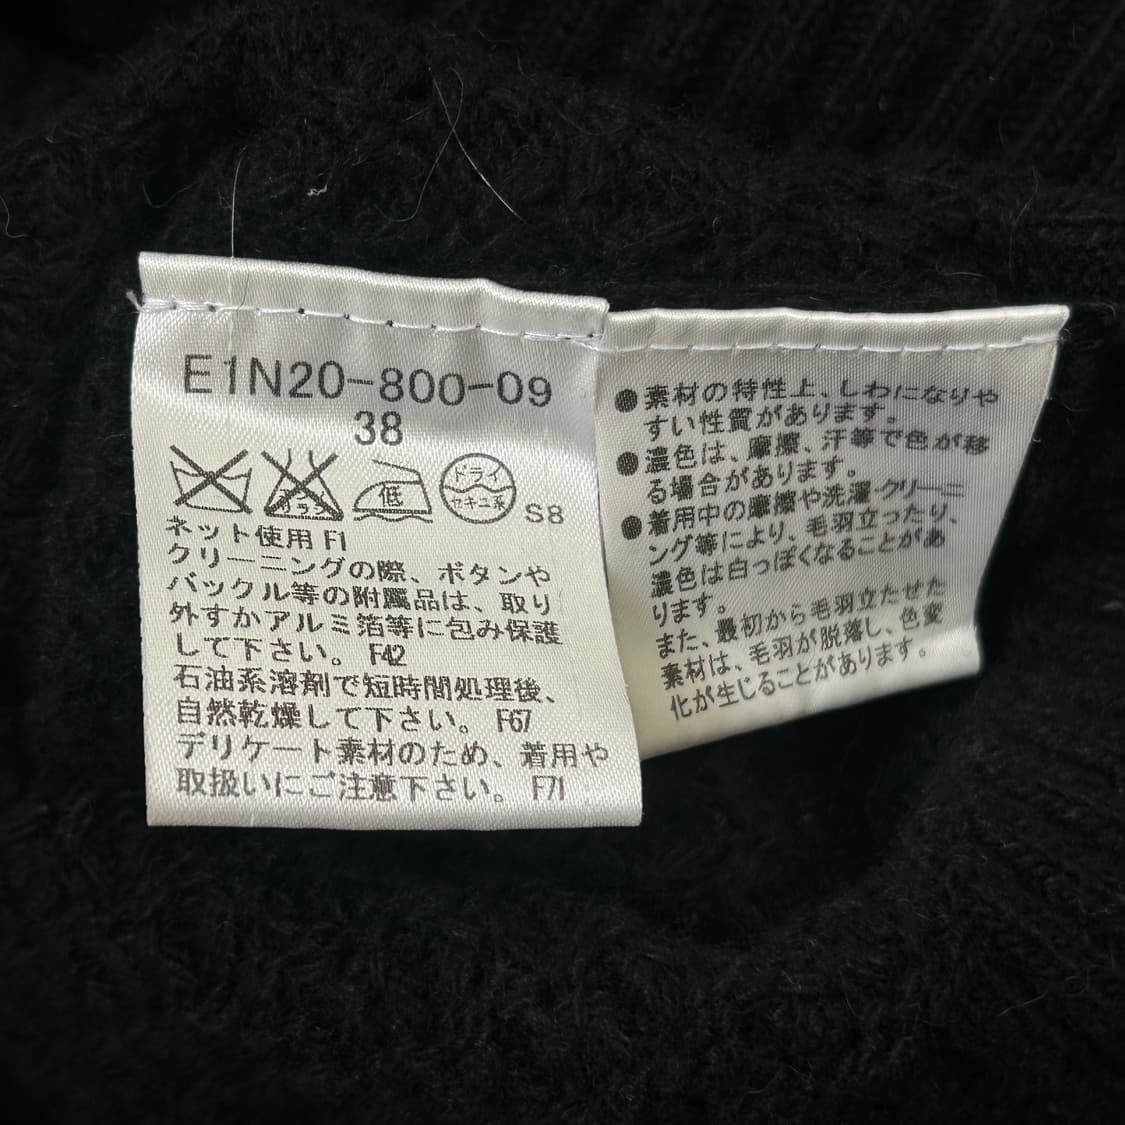 E1N20-800-09
38
エンソ
サラシ
低
ドライ
セキユ系
S8
ネット使用 F1
クリーニングの際、ボタンや
バックル等の附属品は、取り
外すかアルミ箔等に包み保護
して下さい。 F42
石油系溶剤で短時間処理後、
自然乾燥して下さい。 F67
デリケート素材のため、着用や
取扱いにご注意下さい。 F71
●素材の特性上、しわになりや
すい性質があります。
●濃色は、摩擦、汗等で色が移
る場合があります。
●着用中の摩擦や洗濯·クリーニ
ング等により、毛羽立ったり、
濃色は白っぽくなることがあ
ります。
また、最初から毛羽立たせた
素材は、毛羽が脱落し、色変
化が生じることがあります。